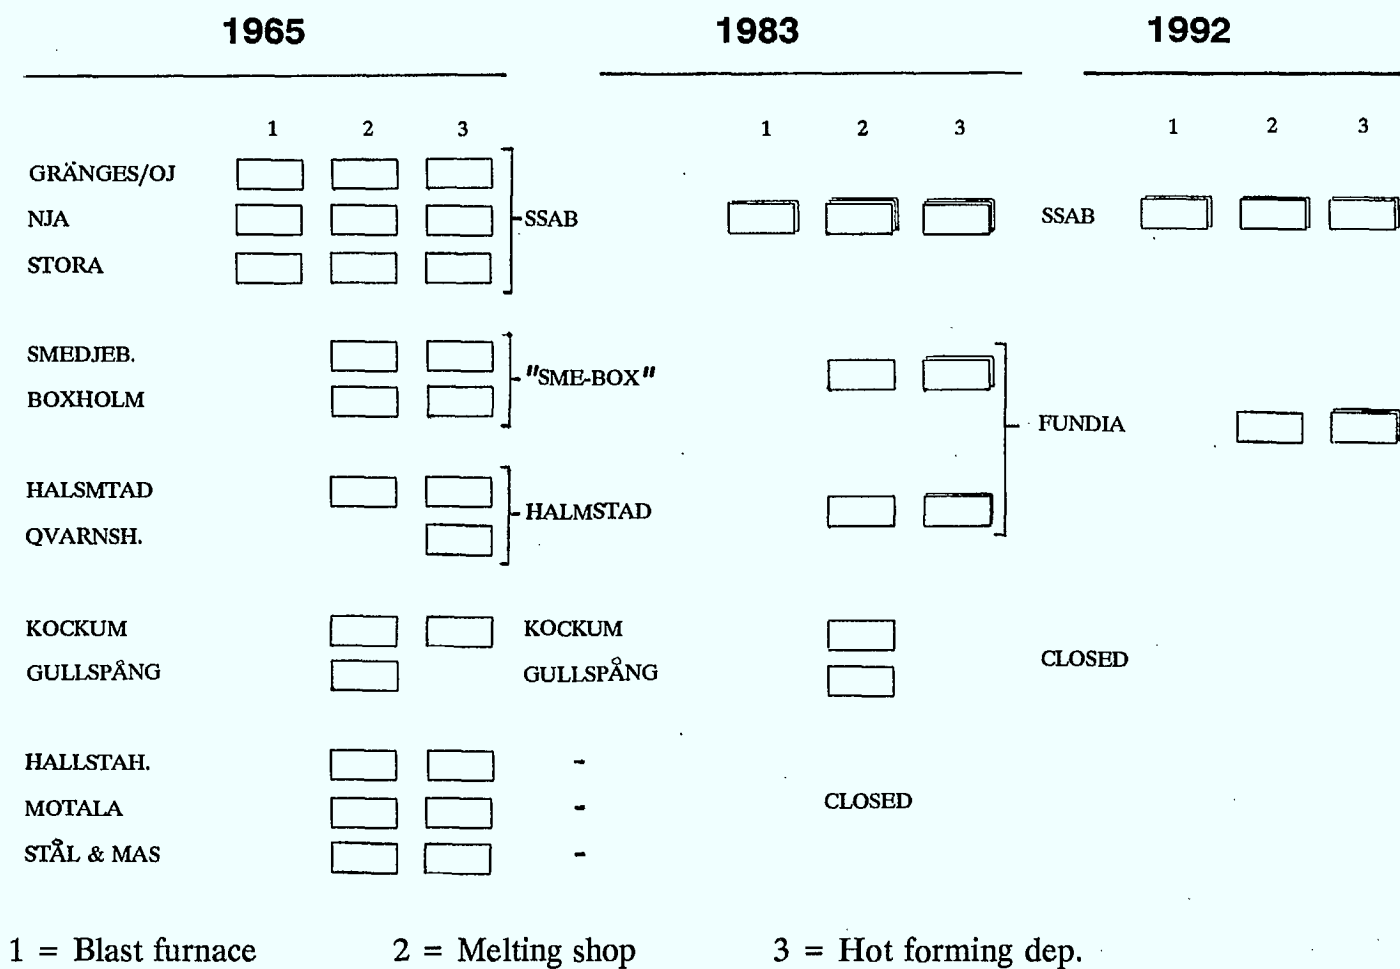 1965 1983 1992
1 2 3 1 2 3 1 2 3
GRÄNGES/OJ
NJA SSAB SSAB
STORA
SMEDJEB. "SME-BOX"
BOXHOLM
FUNDIA
HALSMTAD HALMSTAD
QVARNSH.
KOCKUM KOCKUM
CLOSED
GULLSPÅNG GULLSPÅNG
HALLSTAH. -
MOTALA - CLOSED
STÅL & MAS -
1 = Blast furnace 2 = Melting shop 3 = Hot forming dep.